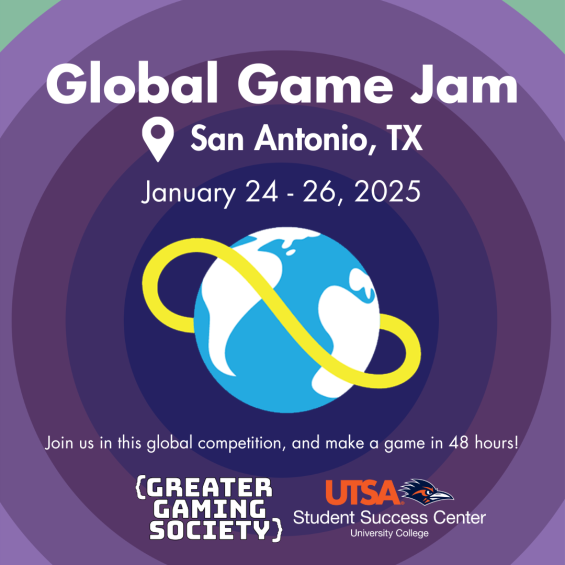 Global Game Jam
San Antonio, TX
January 24 - 26, 2025
Join us in this global competition, and make a game in 48 hours!
{GREATER
GAMING
SOCIETY}
UTSA
Student Success Center
University College